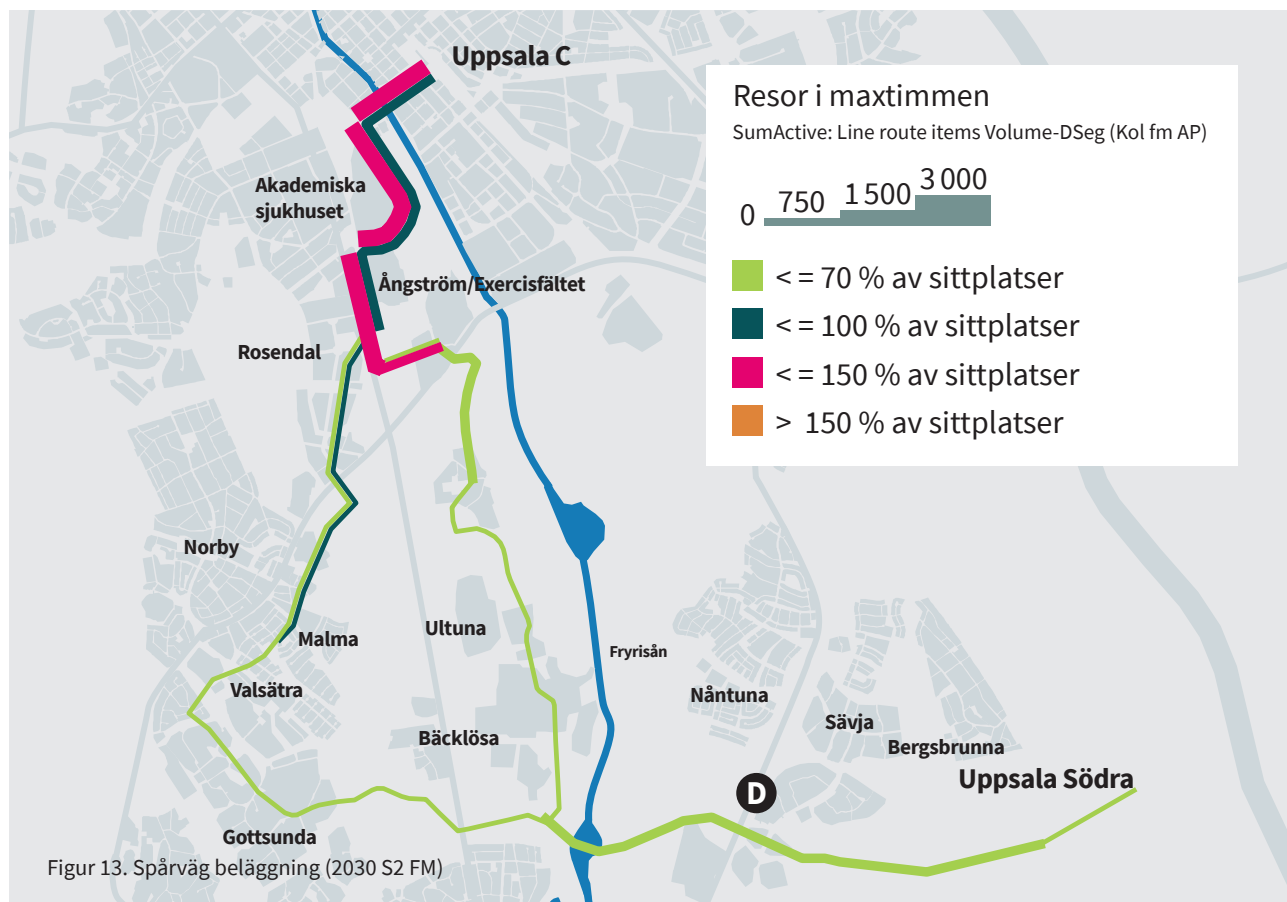 Uppsala C
Resor i maxtimmen
SumActive: Line route items Volume-DSeg (Kol fm AP)
0 750 1 500 3 000
< = 70 % av sittplatser
< = 100 % av sittplatser
< = 150 % av sittplatser
> 150 % av sittplatser
Akademiska
sjukhuset
Ångström/Exercisfältet
Rosendal
Norby
Malma
Ultuna
Fryrisån
Valsätra
Nåntuna
Sävja
Bäcklösa
Bergsbrunna
Uppsala Södra
D
Gottsunda
Figur 13. Spårväg beläggning (2030 S2 FM)